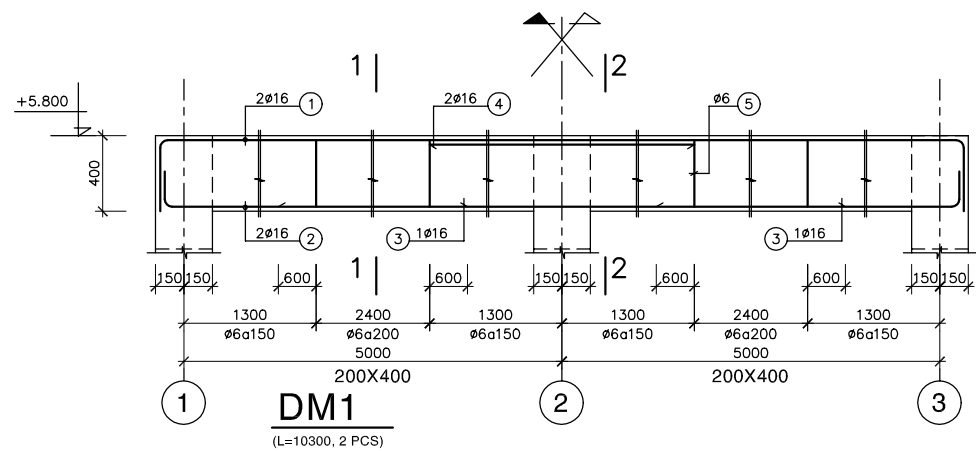 1 2
+5.800 2ø16 1 2ø16 4 ø6 5
400
2ø16 2 3 1ø16 3 1ø16
1 2
150 150 600 600 150 150 600 600 150 150
1300 2400 1300 1300 2400 1300
ø6a150 ø6a200 ø6a150 ø6a150 ø6a200 ø6a150
5000 5000
200X400 200X400
1 2 3
DM1
(L=10300, 2 PCS)